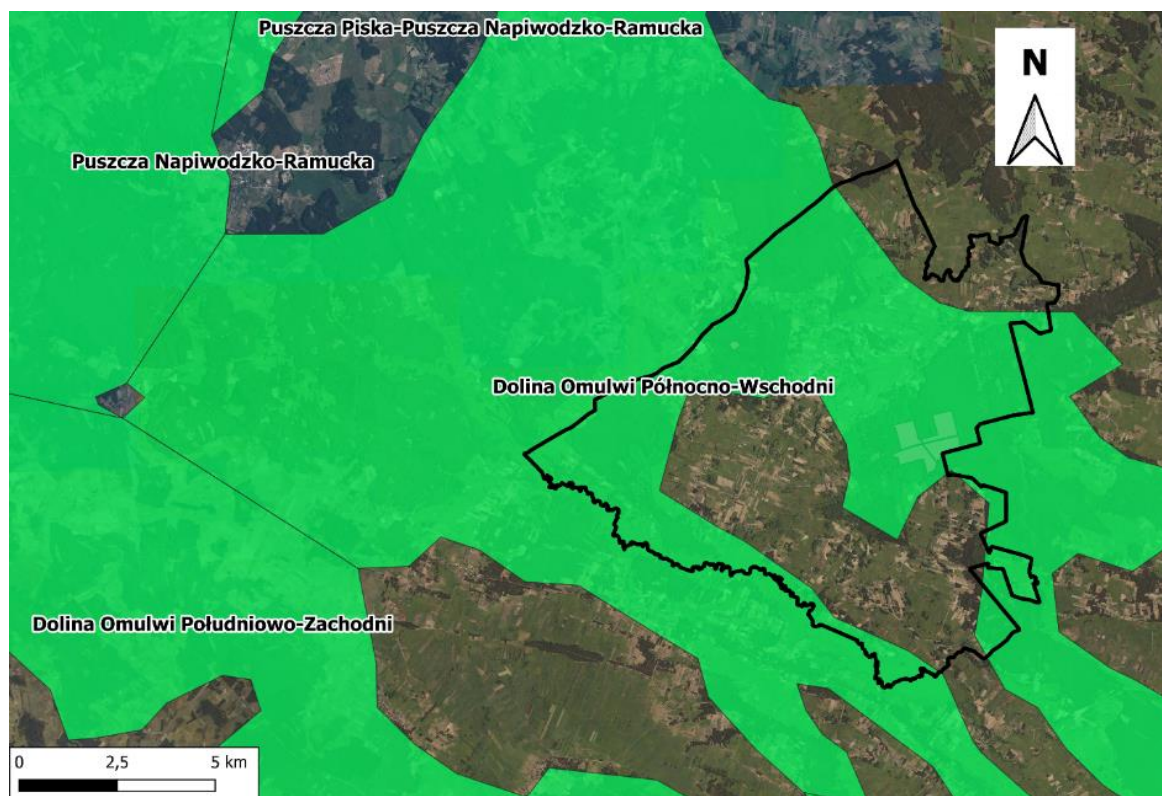 Puszcza Piska-Puszcza Napiwodzko-Ramucka
N
Puszcza Napiwodzko-Ramucka
Dolina Omulwi Północno-Wschodni
Dolina Omulwi Południowo-Zachodni
0 2,5 5 km